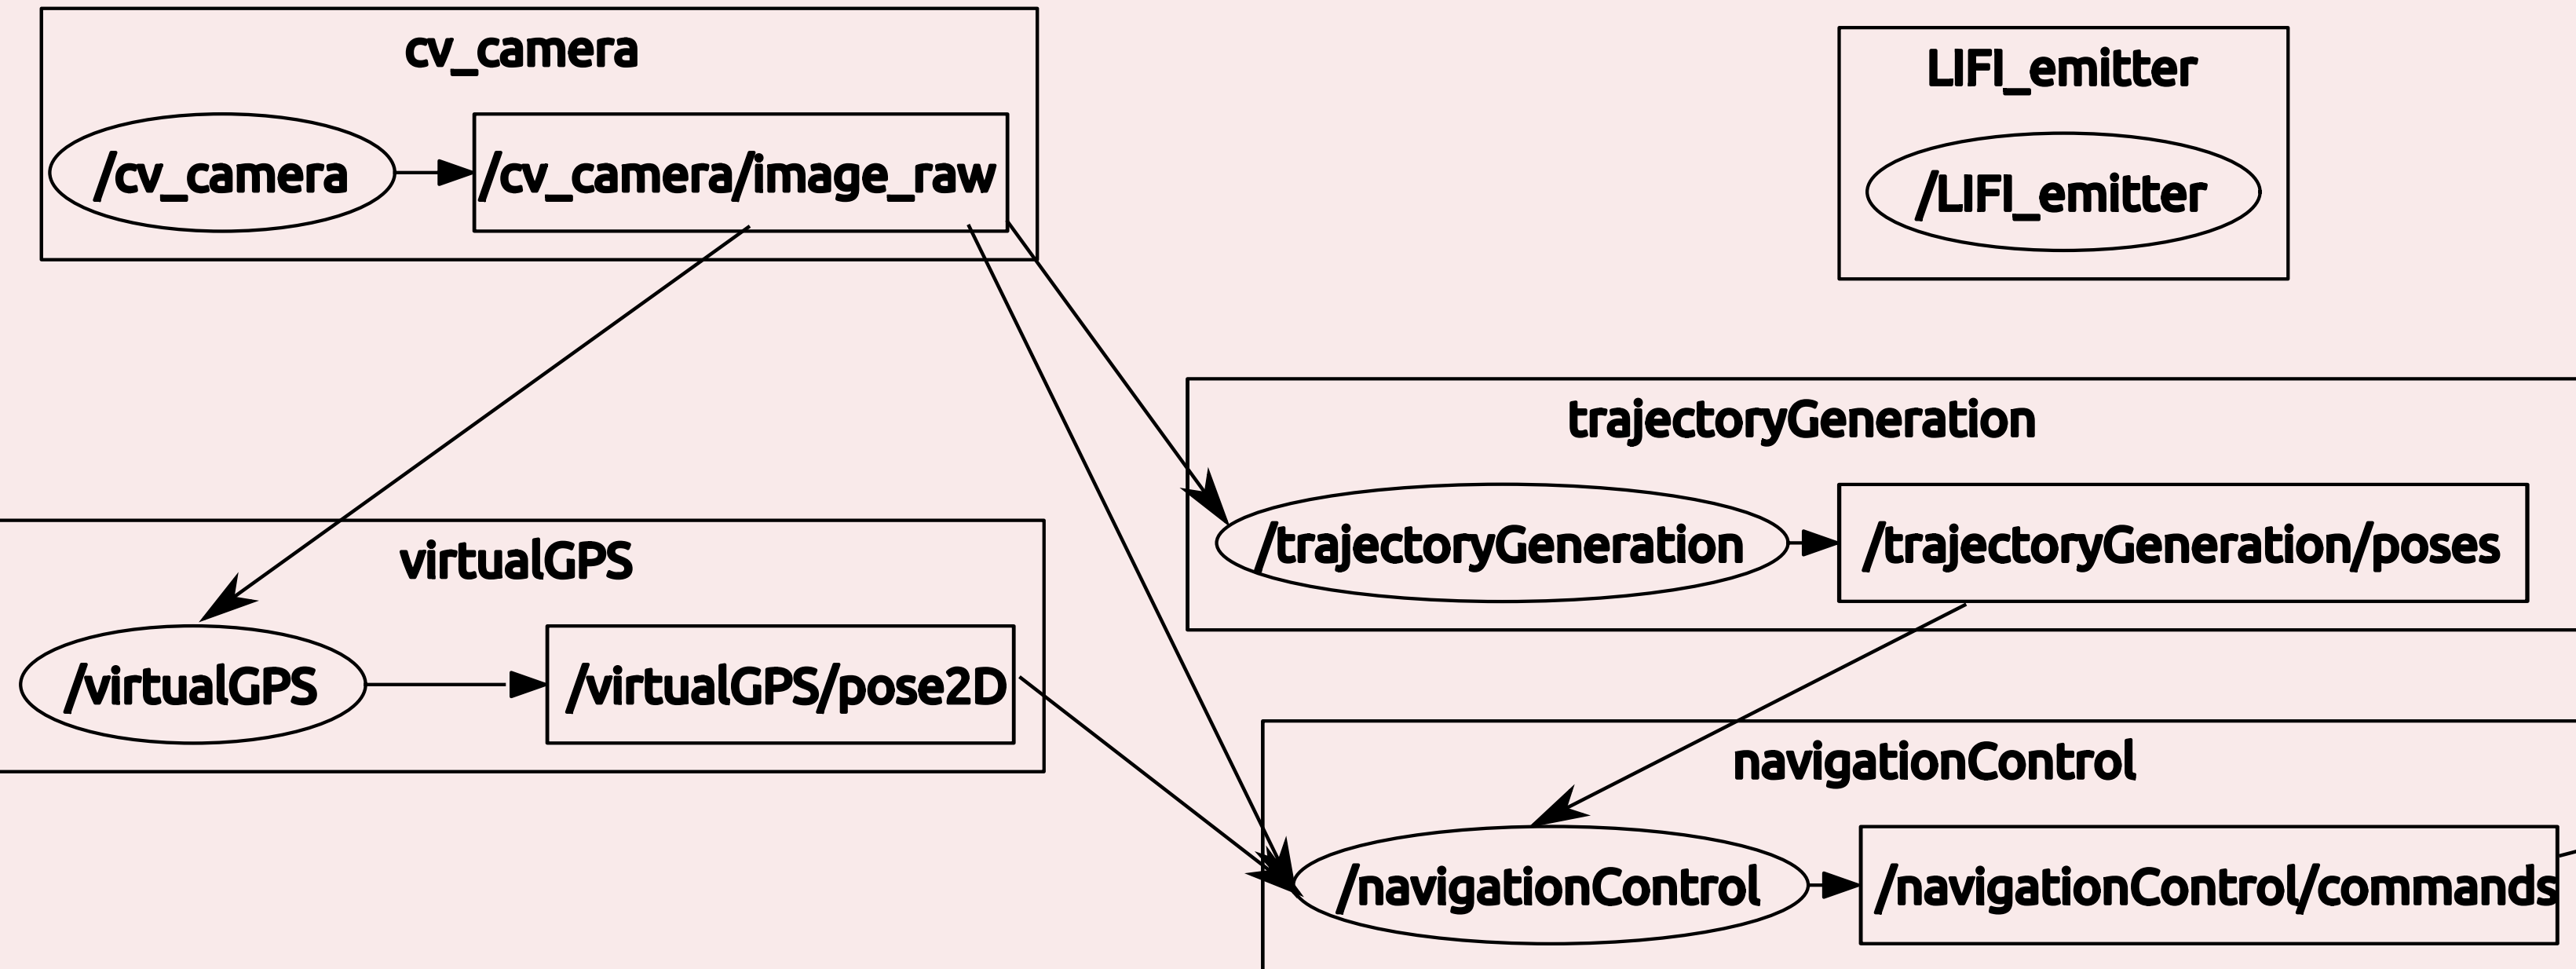 cv_camera
/cv_camera
/cv_camera/image_raw
LIFI_emitter
/LIFI_emitter
trajectoryGeneration
/trajectoryGeneration
/trajectoryGeneration/poses
virtualGPS
/virtualGPS
/virtualGPS/pose2D
navigationControl
/navigationControl
/navigationControl/commands